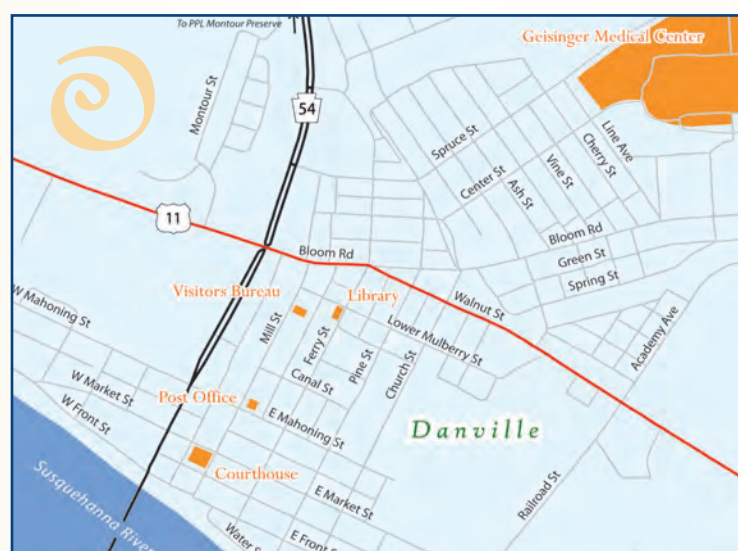 To PPL Montour Preserve
Geisinger Medical Center
Montour St
54
Spruce St
Line Ave
Cherry St
Vine St
Center St
Ash St
11
Bloom Rd
Bloom Rd
Green St
Spring St
Visitors Bureau
Library
Walnut St
W Mahoning St
Mill St
Ferry St
Lower Mulberry St
Academy Ave
Pine St
Church St
Canal St
W Market St
Post Office
W Front St
E Mahoning St
Danville
Courthouse
Susquehanna River
E Market St
Railroad St
Water S
E Front S